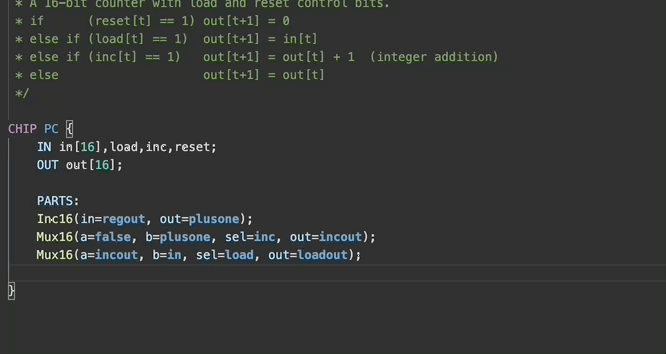 * A 16-bit counter with load and reset control bits.
* if      (reset[t] == 1) out[t+1] = 0
* else if (load[t] == 1)  out[t+1] = in[t]
* else if (inc[t] == 1)   out[t+1] = out[t] + 1  (integer addition)
* else                    out[t+1] = out[t]
*/
CHIP PC {
IN in[16],load,inc,reset;
OUT out[16];
PARTS:
Inc16(in=regout, out=plusone);
Mux16(a=false, b=plusone, sel=inc, out=incout);
Mux16(a=incout, b=in, sel=load, out=loadout);
}